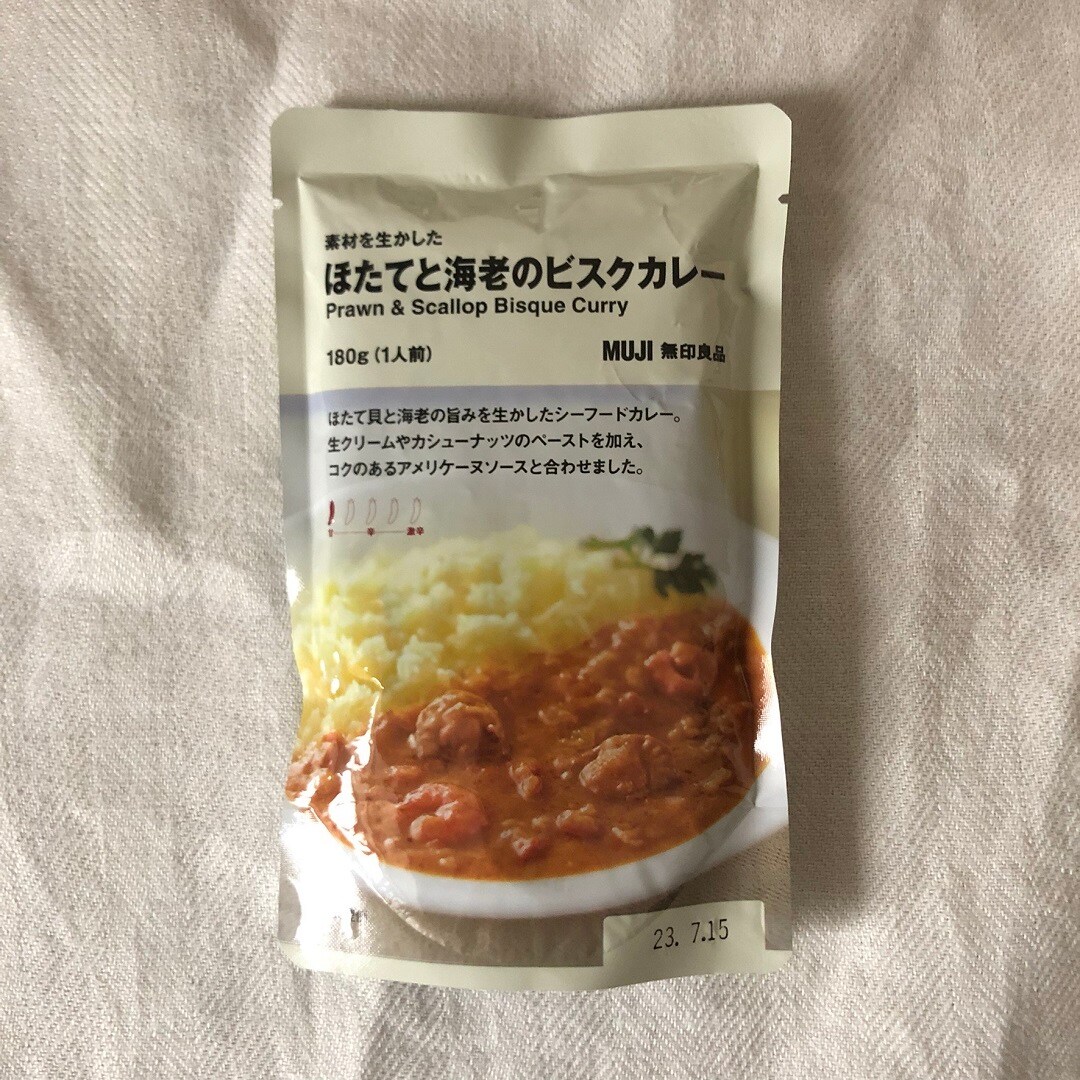 素材を生かした
ほたてと海老のビスクカレー
Prawn & Scallop Bisque Curry
180g(1人前)
MUJI 無印良品
ほたて貝と海老の旨みを生かしたシーフードカレー。
生クリームやカシューナッツのペーストを加え、
コクのあるアメリケーヌソースと合わせました。
甘 辛 激辛
23. 7.15